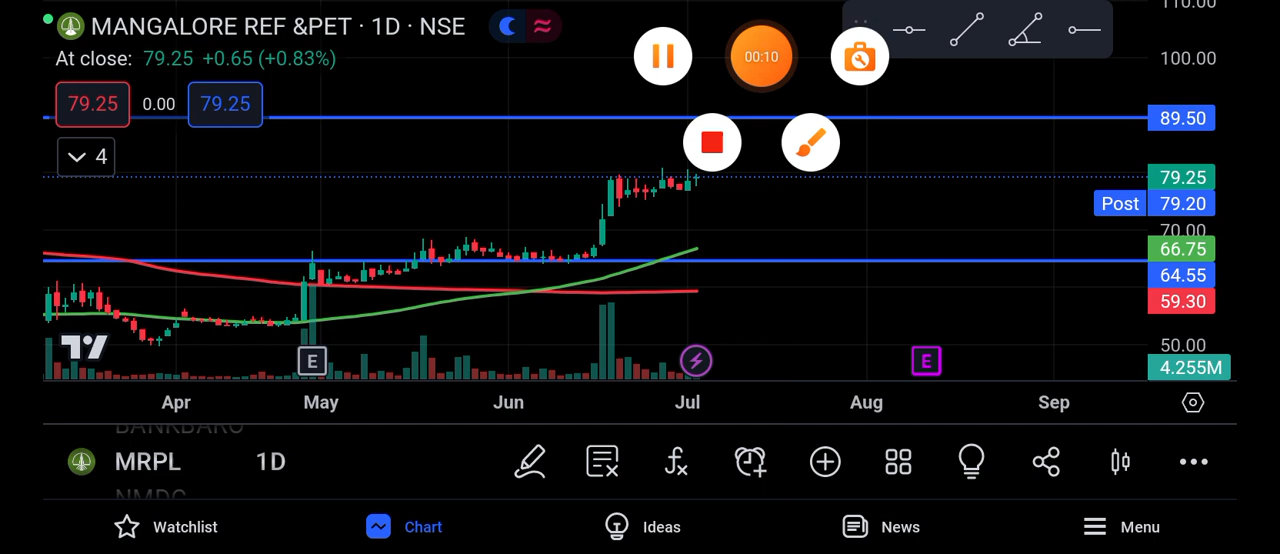 110.00
MANGALORE REF &PET · 1D · NSE
At close: 79.25 +0.65 (+0.83%)
00:10
100.00
79.25 0.00 79.25
89.50
4
79.25
Post 79.20
70.00
66.75
64.55
59.30
50.00
E E
4.255M
Apr May Jun Jul Aug Sep
MRPL 1D
NMDC
Watchlist Chart Ideas News Menu